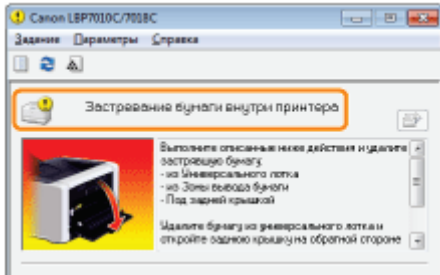 Canon LBP7010C/7018C
Задание Параметры Справка
Застревание бумаги внутри принтера
Выполните описанные ниже действия и удалите
застрявшую бумагу:
- из Универсального лотка
- из Зоны вывода бумаги
- Под задней крышкой
Удалите бумагу из универсального лотка и
откройте заднюю крышку на обратной стороне